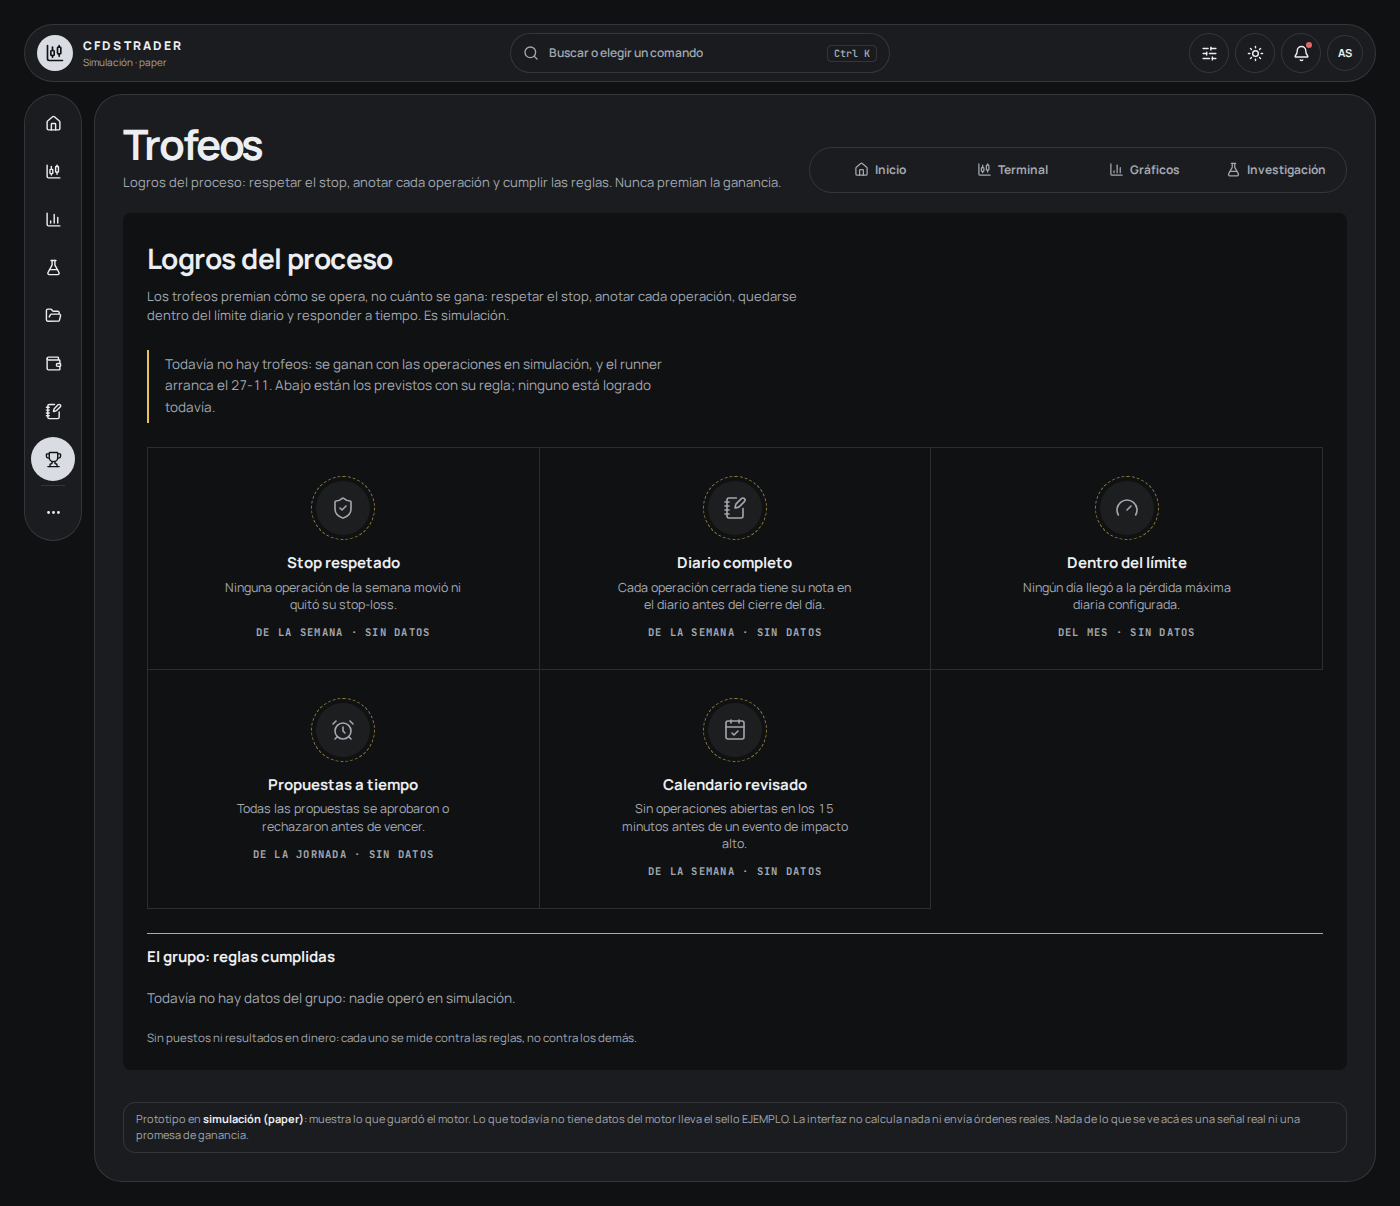 CFDSTRADER
Simulación · paper
Buscar o elegir un comando
Ctrl K
AS
Trofeos
Logros del proceso: respetar el stop, anotar cada operación y cumplir las reglas. Nunca premian la ganancia.
Inicio
Terminal
Gráficos
Investigación
Logros del proceso
Los trofeos premian cómo se opera, no cuánto se gana: respetar el stop, anotar cada operación, quedarse
dentro del límite diario y responder a tiempo. Es simulación.
Todavía no hay trofeos: se ganan con las operaciones en simulación, y el runner
arranca el 27-11. Abajo están los previstos con su regla; ninguno está logrado
todavía.
Stop respetado
Ninguna operación de la semana movió ni
quitó su stop-loss.
DE LA SEMANA · SIN DATOS
Diario completo
Cada operación cerrada tiene su nota en
el diario antes del cierre del día.
DE LA SEMANA · SIN DATOS
Dentro del límite
Ningún día llegó a la pérdida máxima
diaria configurada.
DEL MES · SIN DATOS
Propuestas a tiempo
Todas las propuestas se aprobaron o
rechazaron antes de vencer.
DE LA JORNADA · SIN DATOS
Calendario revisado
Sin operaciones abiertas en los 15
minutos antes de un evento de impacto
alto.
DE LA SEMANA · SIN DATOS
El grupo: reglas cumplidas
Todavía no hay datos del grupo: nadie operó en simulación.
Sin puestos ni resultados en dinero: cada uno se mide contra las reglas, no contra los demás.
Prototipo en simulación (paper): muestra lo que guardó el motor. Lo que todavía no tiene datos del motor lleva el sello EJEMPLO. La interfaz no calcula nada ni envía órdenes reales. Nada de lo que se ve acá es una señal real ni una
promesa de ganancia.